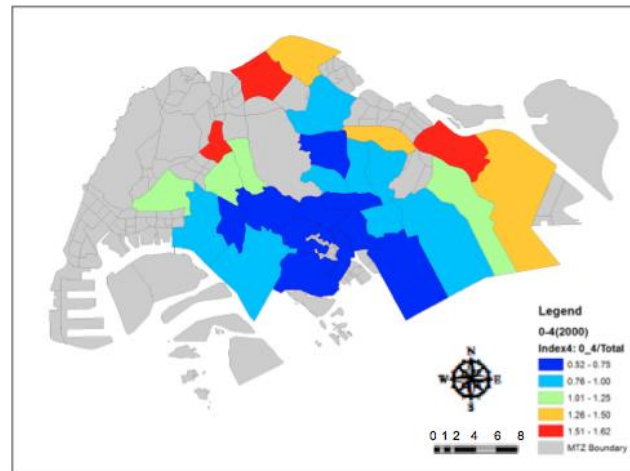 N
W E
S
0 1 2 4 6 8
Legend
0-4(2000)
Index4: 0_4/Total
0.52 - 0.75
0.76 - 1.00
1.01 - 1.25
1.26 - 1.50
1.51 - 1.62
MTZ Boundary